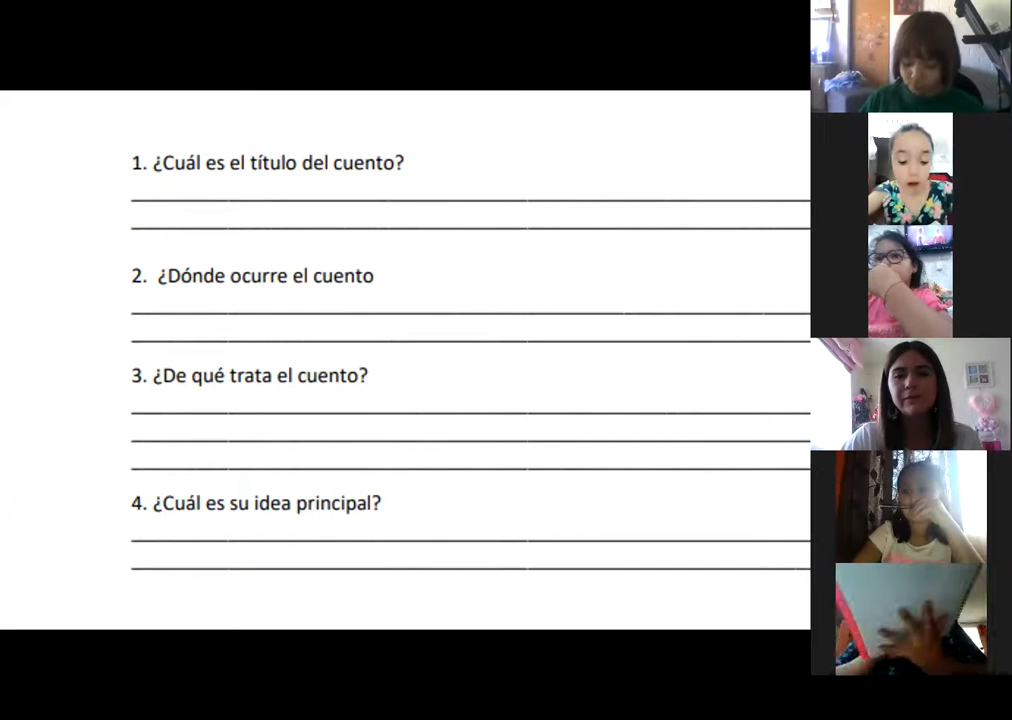 1. ¿Cuál es el título del cuento?
2. ¿Dónde ocurre el cuento
3. ¿De qué trata el cuento?
4. ¿Cuál es su idea principal?